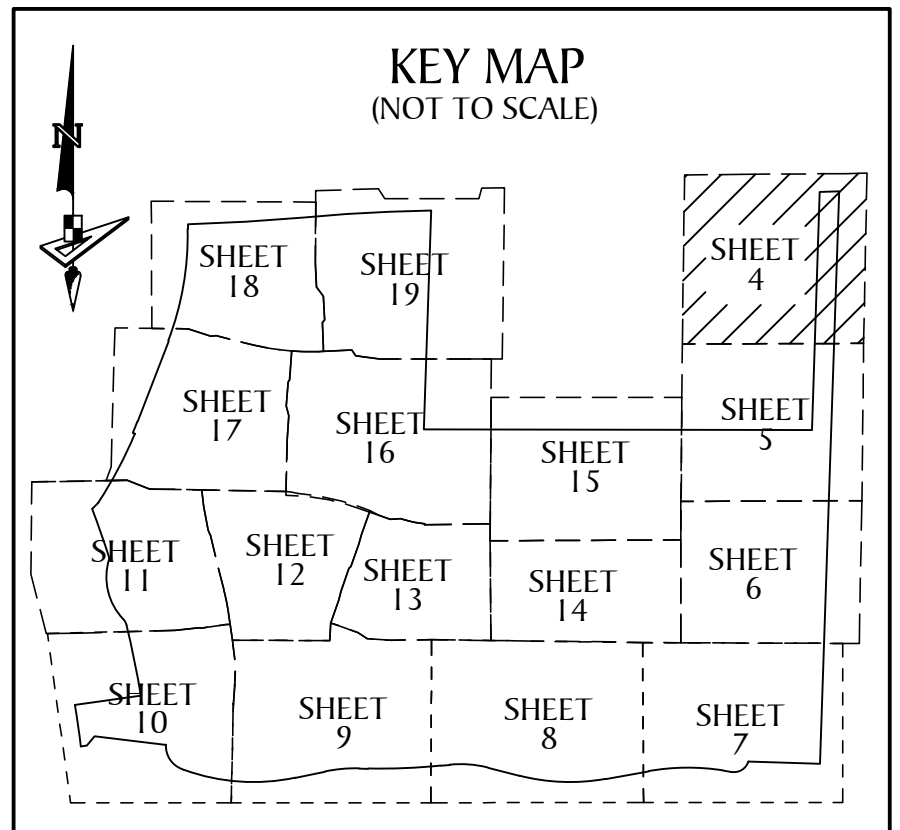 KEY MAP
(NOT TO SCALE)
N
SHEET
4
SHEET
18
SHEET
19
SHEET
17
SHEET
16
SHEET
15
SHEET
5
SHEET
11
SHEET
12
SHEET
13
SHEET
14
SHEET
6
SHEET
10
SHEET
9
SHEET
8
SHEET
7